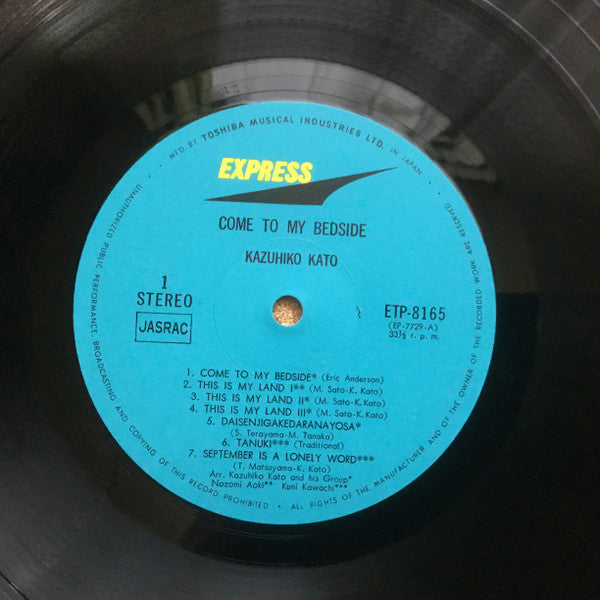 MFD BY TOSHIBA MUSICAL INDUSTRIES LTD. IN JAPAN.
EXPRESS
COME TO MY BEDSIDE
KAZUHIKO KATO
1
STEREO
JASRAC
ETP-8165
(EP-7729-A)
33⅓ r. p. m.
1. COME TO MY BEDSIDE* (Eric Anderson)
2. THIS IS MY LAND I** (M. Sato-K. Kato)
3. THIS IS MY LAND II* (M. Sato-K. Kato)
4. THIS IS MY LAND III* (M. Sato-K. Kato)
5. DAISENJIGAKEDARANAYOSA*
(S. Terayama-M. Tanaka)
6. TANUKI*** (Traditional)
7. SEPTEMBER IS A LONELY WORD***
(T. Matsuyama-K. Kato)
Arr. Kazuhiko Kato and his Group*
Nozomi Aoki** Kuni Kawachi***
UNAUTHORIZED PUBLIC PERFORMANCE, BROADCASTING AND COPYING OF THIS RECORD PROHIBITED • ALL RIGHTS OF THE MANUFACTURER AND OF THE OWNER OF THE RECORDED WORK ARE RESERVED.